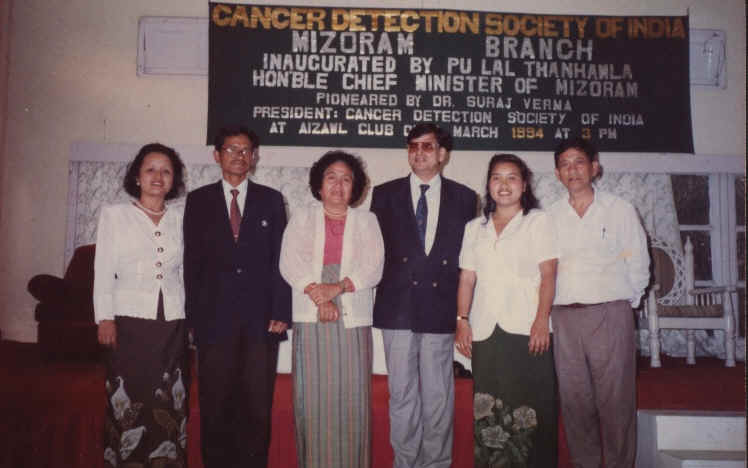 CANCER DETECTION SOCIETY OF INDIA
MIZORAM BRANCH
INAUGURATED BY PU LAL THANHAWLA
HON'BLE CHIEF MINISTER OF MIZORAM
PIONEERED BY DR. SURAJ VERMA
PRESIDENT: CANCER DETECTION SOCIETY OF INDIA
AT AIZAWL CLUB MARCH 1994 AT 3 PM